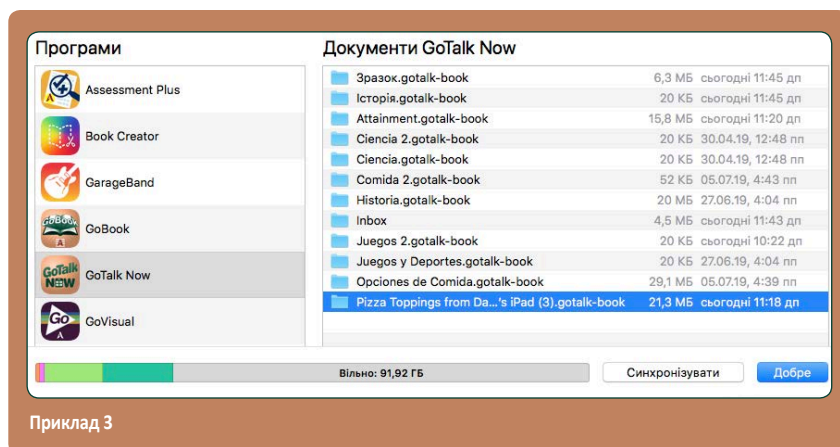 Програми
Документи GoTalk Now
Assessment Plus
Book Creator
GarageBand
GoBook
GoTalk Now
GoVisual
Зразок.gotalk-book 6,3 МБ сьогодні 11:45 дп
Історія.gotalk-book 20 КБ сьогодні 11:45 дп
Attainment.gotalk-book 15,8 МБ сьогодні 11:20 дп
Ciencia 2.gotalk-book 20 КБ 30.04.19, 12:48 пп
Ciencia.gotalk-book 20 КБ 30.04.19, 12:48 пп
Comida 2.gotalk-book 52 КБ 05.07.19, 4:43 пп
Historia.gotalk-book 20 МБ 27.06.19, 4:04 пп
Inbox 4,5 МБ сьогодні 11:43 дп
Juegos 2.gotalk-book 20 КБ сьогодні 10:22 дп
Juegos y Deportes.gotalk-book 20 КБ 27.06.19, 4:04 пп
Opciones de Comida.gotalk-book 29,1 МБ 05.07.19, 4:39 пп
Pizza Toppings from Da...'s iPad (3).gotalk-book 21,3 МБ сьогодні 11:18 дп
Вільно: 91,92 ГБ
Синхронізувати
Добре
Приклад 3